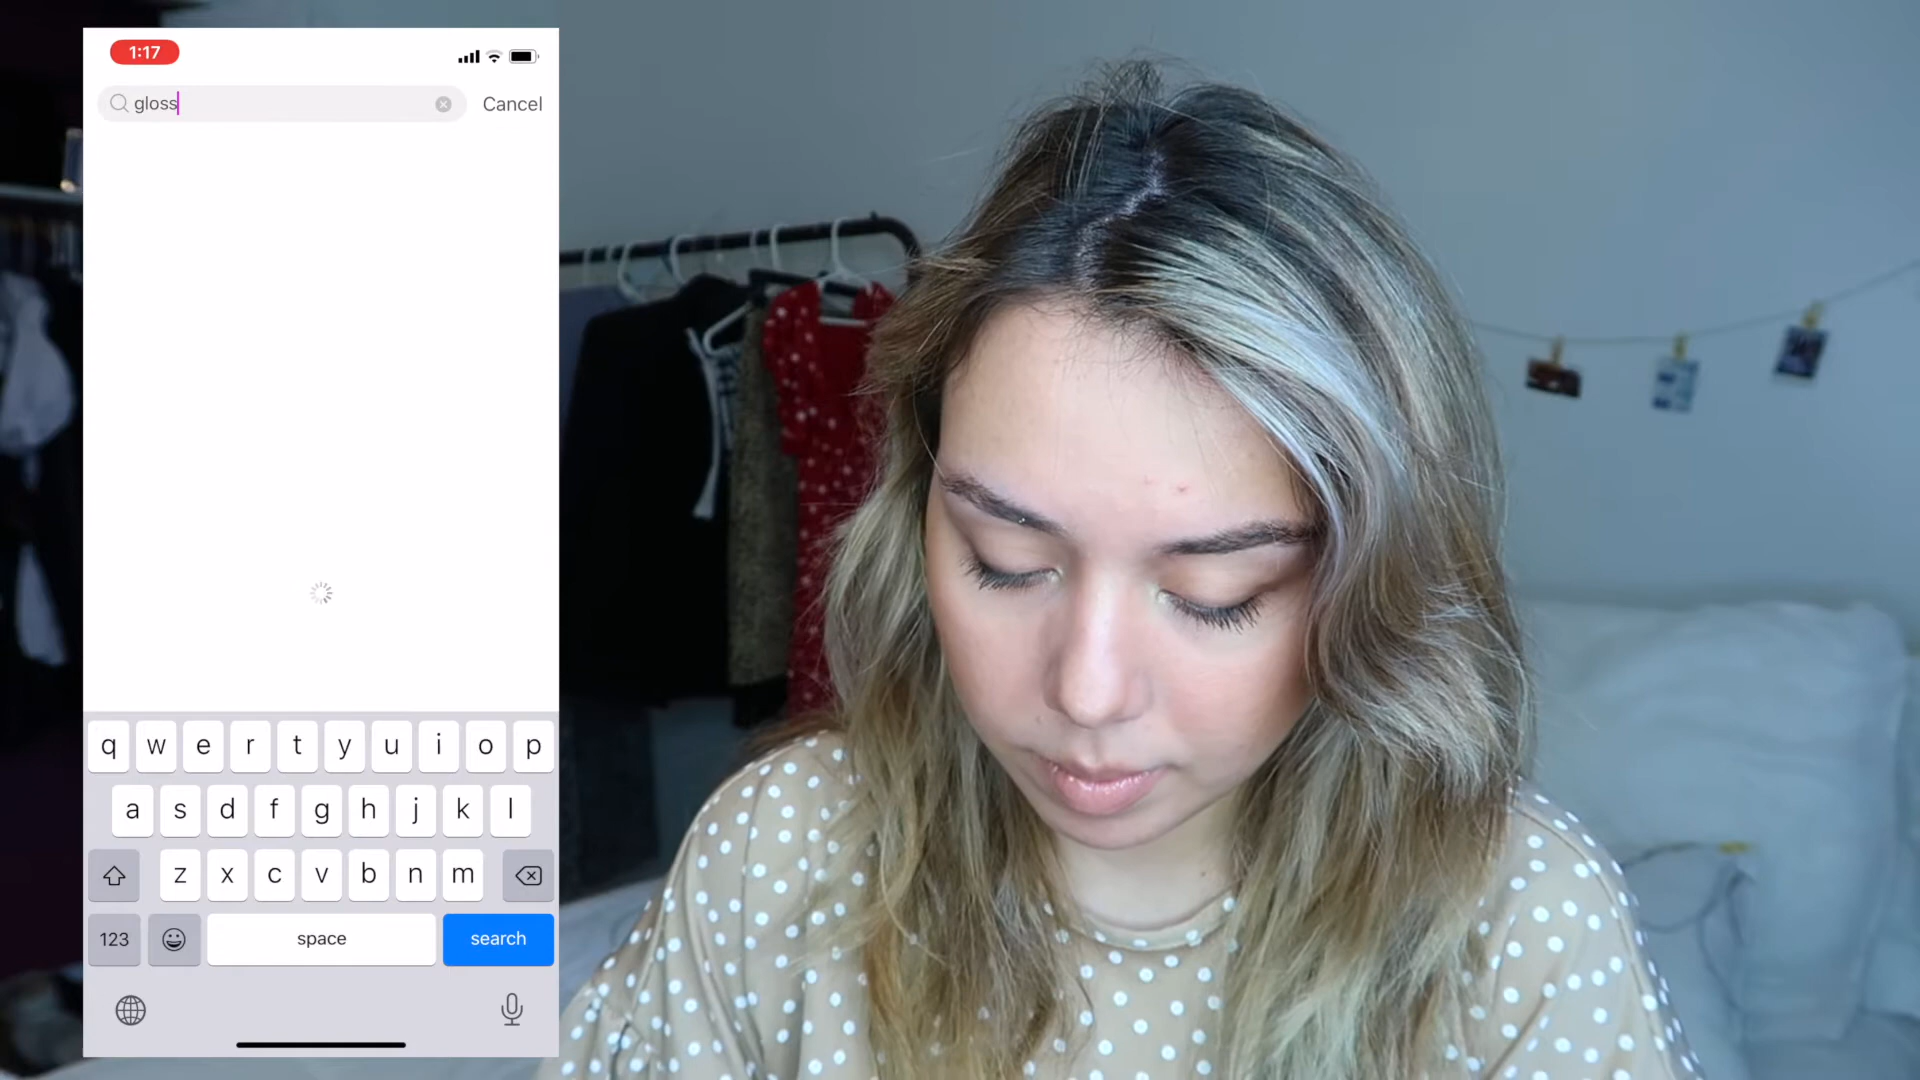 1:17
gloss
Cancel
q w e r t y u i o p
a s d f g h j k l
z x c v b n m
123 space search